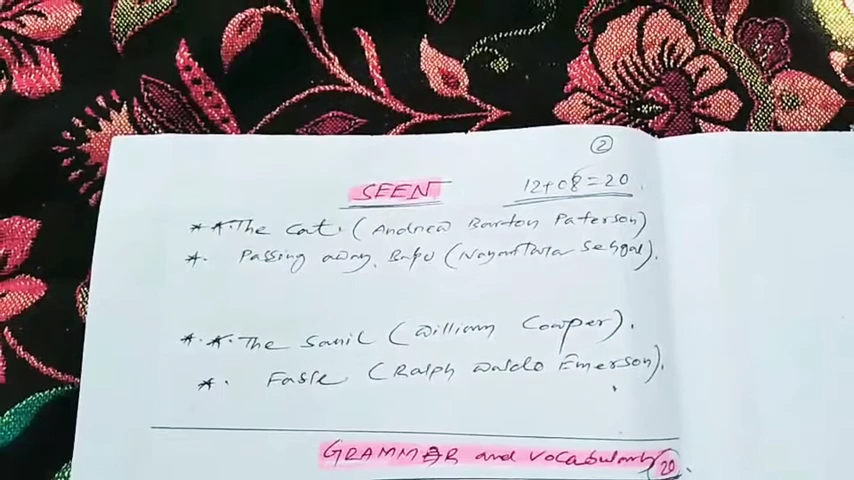 ②
SEEN
12+08=20
**The Cat. (Andrew Barton Paterson)
*. Passing away Bapu (Nayantara Sehgal).
*.*.The Snail (William Cowper).
*. Fable (Ralph Waldo Emerson).
GRAMMAR and Vocabulary 20